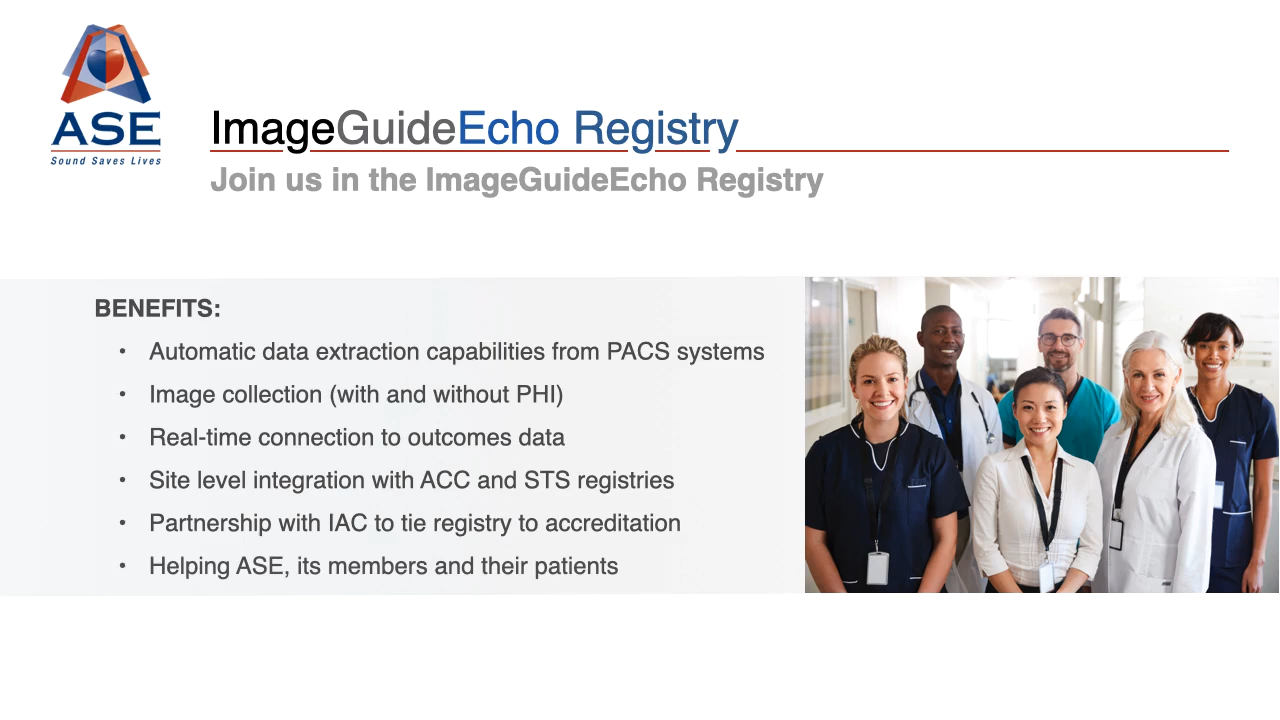 ASE
Sound Saves Lives
ImageGuideEcho Registry
Join us in the ImageGuideEcho Registry
BENEFITS:
• Automatic data extraction capabilities from PACS systems
• Image collection (with and without PHI)
• Real-time connection to outcomes data
• Site level integration with ACC and STS registries
• Partnership with IAC to tie registry to accreditation
• Helping ASE, its members and their patients